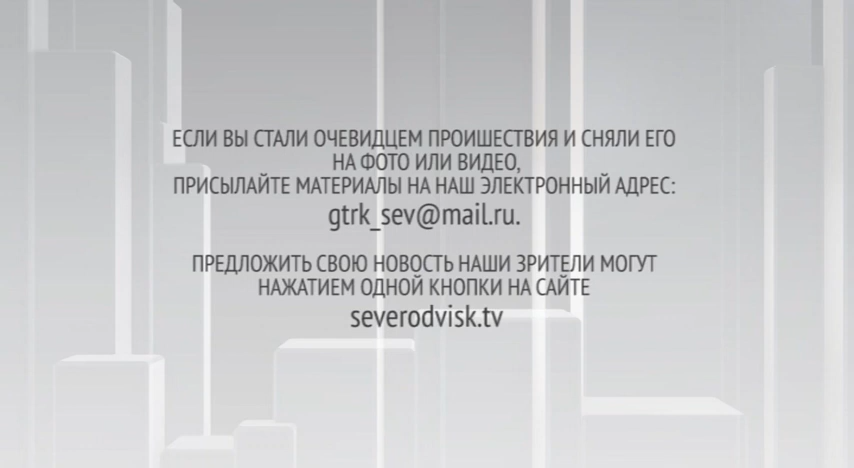 ЕСЛИ ВЫ СТАЛИ ОЧЕВИДЦЕМ ПРОИШЕСТВИЯ И СНЯЛИ ЕГО
НА ФОТО ИЛИ ВИДЕО,
ПРИСЫЛАЙТЕ МАТЕРИАЛЫ НА НАШ ЭЛЕКТРОННЫЙ АДРЕС:
gtrk_sev@mail.ru.
ПРЕДЛОЖИТЬ СВОЮ НОВОСТЬ НАШИ ЗРИТЕЛИ МОГУТ
НАЖАТИЕМ ОДНОЙ КНОПКИ НА САЙТЕ
severodvisk.tv